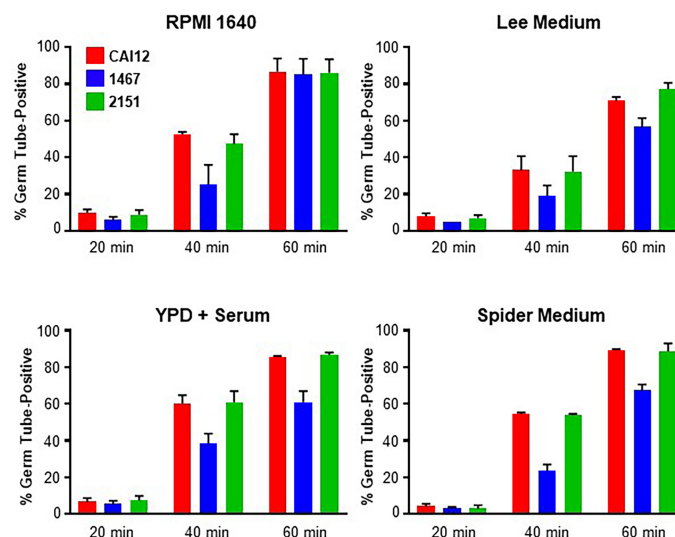 RPMI 1640
% Germ Tube-Positive
100
80
60
40
20
0
CAI12
1467
2151
20 min
40 min
60 min
Lee Medium
% Germ Tube-Positive
100
80
60
40
20
0
20 min
40 min
60 min
YPD + Serum
% Germ Tube-Positive
100
80
60
40
20
0
20 min
40 min
60 min
Spider Medium
% Germ Tube-Positive
100
80
60
40
20
0
20 min
40 min
60 min